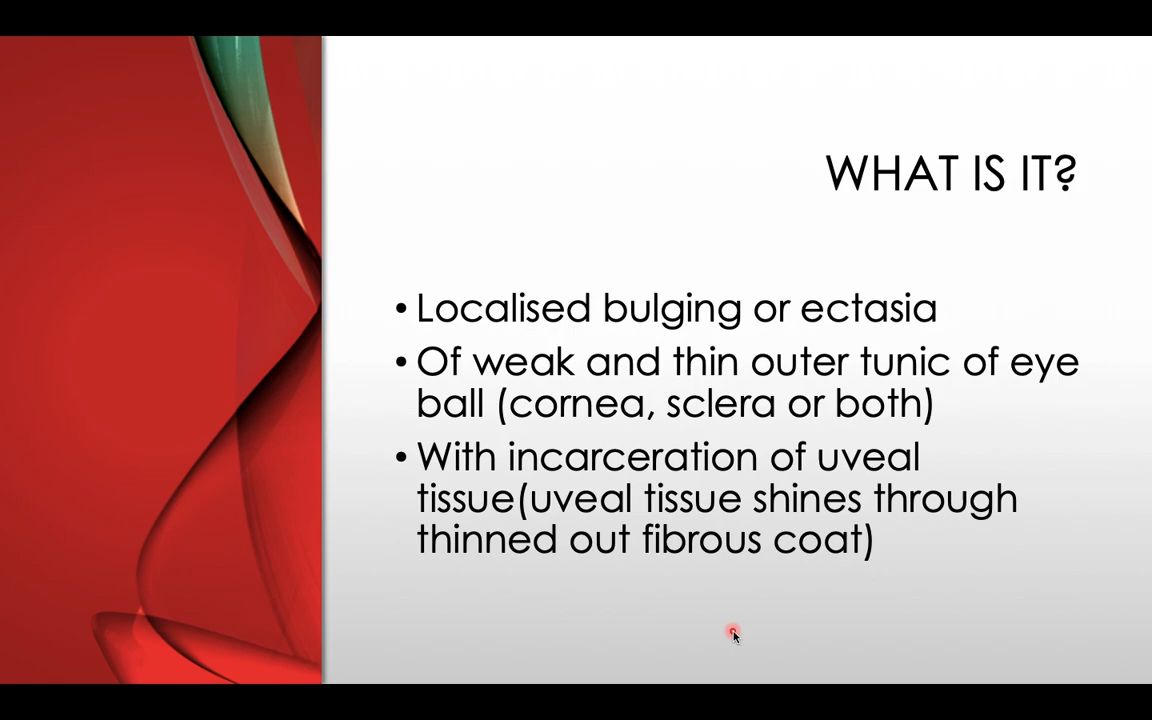 WHAT IS IT?
• Localised bulging or ectasia
• Of weak and thin outer tunic of eye
ball (cornea, sclera or both)
• With incarceration of uveal
tissue(uveal tissue shines through
thinned out fibrous coat)